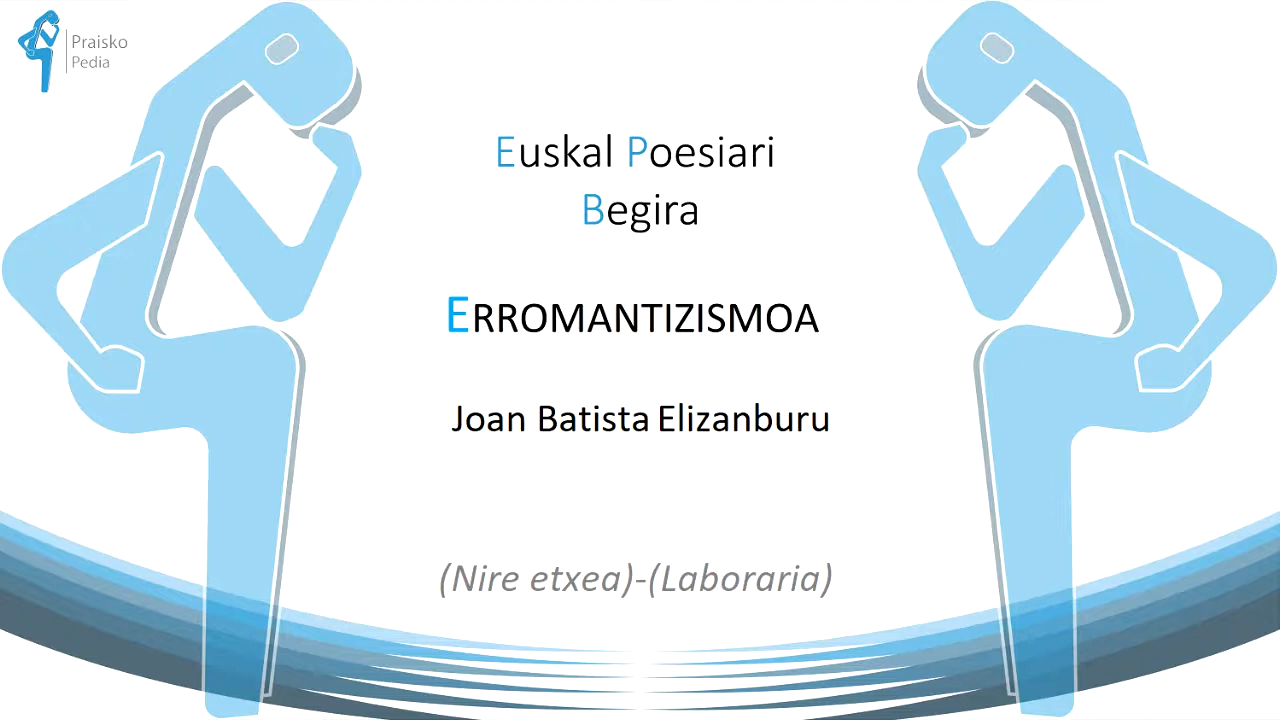 Praisko
Pedia
Euskal Poesiari
Begira
ERROMANTIZISMOA
Joan Batista Elizanburu
(Nire etxea)-(Laboraria)